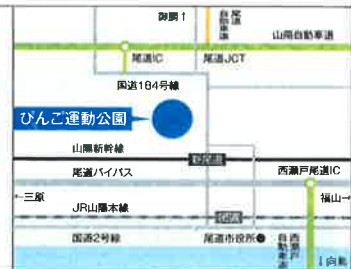 御調↑
尾道自動車道
山陽自動車道
尾道IC
尾道JCT
国道184号線
びんご運動公園
山陽新幹線
新尾道
尾道バイパス
西瀬戸尾道IC
←三原
福山→
JR山陽本線
尾道
国道2号線
尾道市役所●
西瀬戸自動車道
↓向島